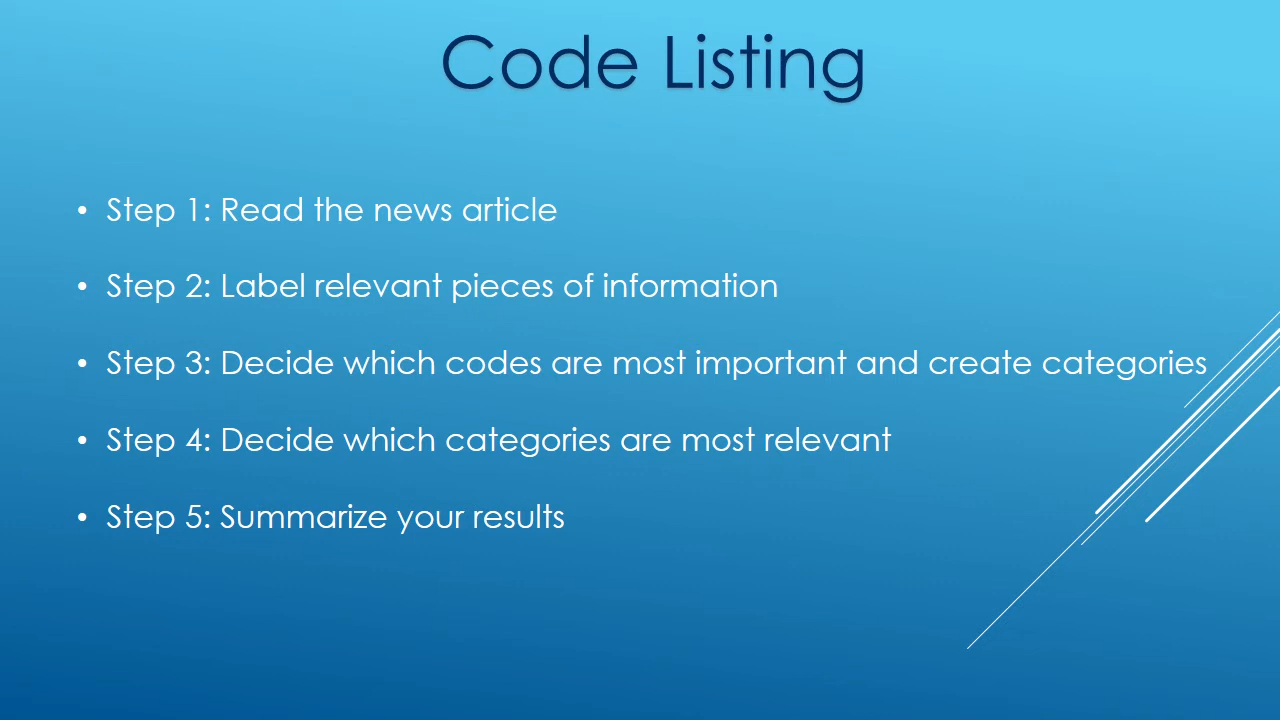 Code Listing
• Step 1: Read the news article
• Step 2: Label relevant pieces of information
• Step 3: Decide which codes are most important and create categories
• Step 4: Decide which categories are most relevant
• Step 5: Summarize your results